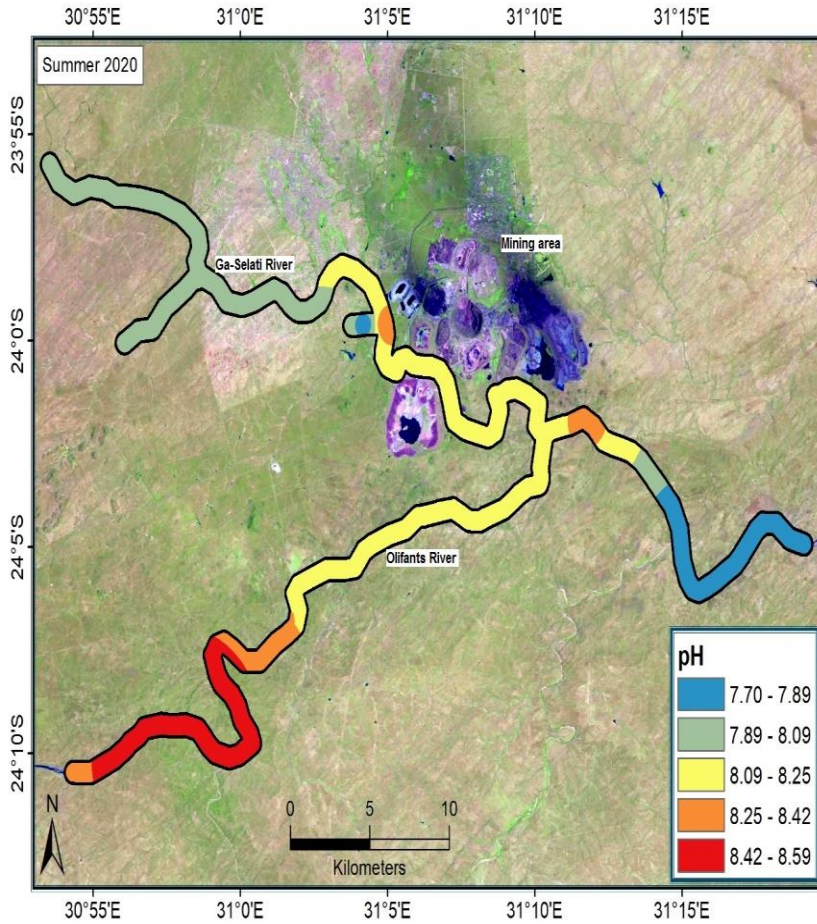 30°55'E 31°0'E 31°5'E 31°10'E 31°15'E
Summer 2020
23°55'S
Mining area
Ga-Selati River
24°0'S
24°5'S
Olifants River
pH
7.70 - 7.89
7.89 - 8.09
8.09 - 8.25
8.25 - 8.42
8.42 - 8.59
24°10'S
N
0 5 10
Kilometers
30°55'E 31°0'E 31°5'E 31°10'E 31°15'E